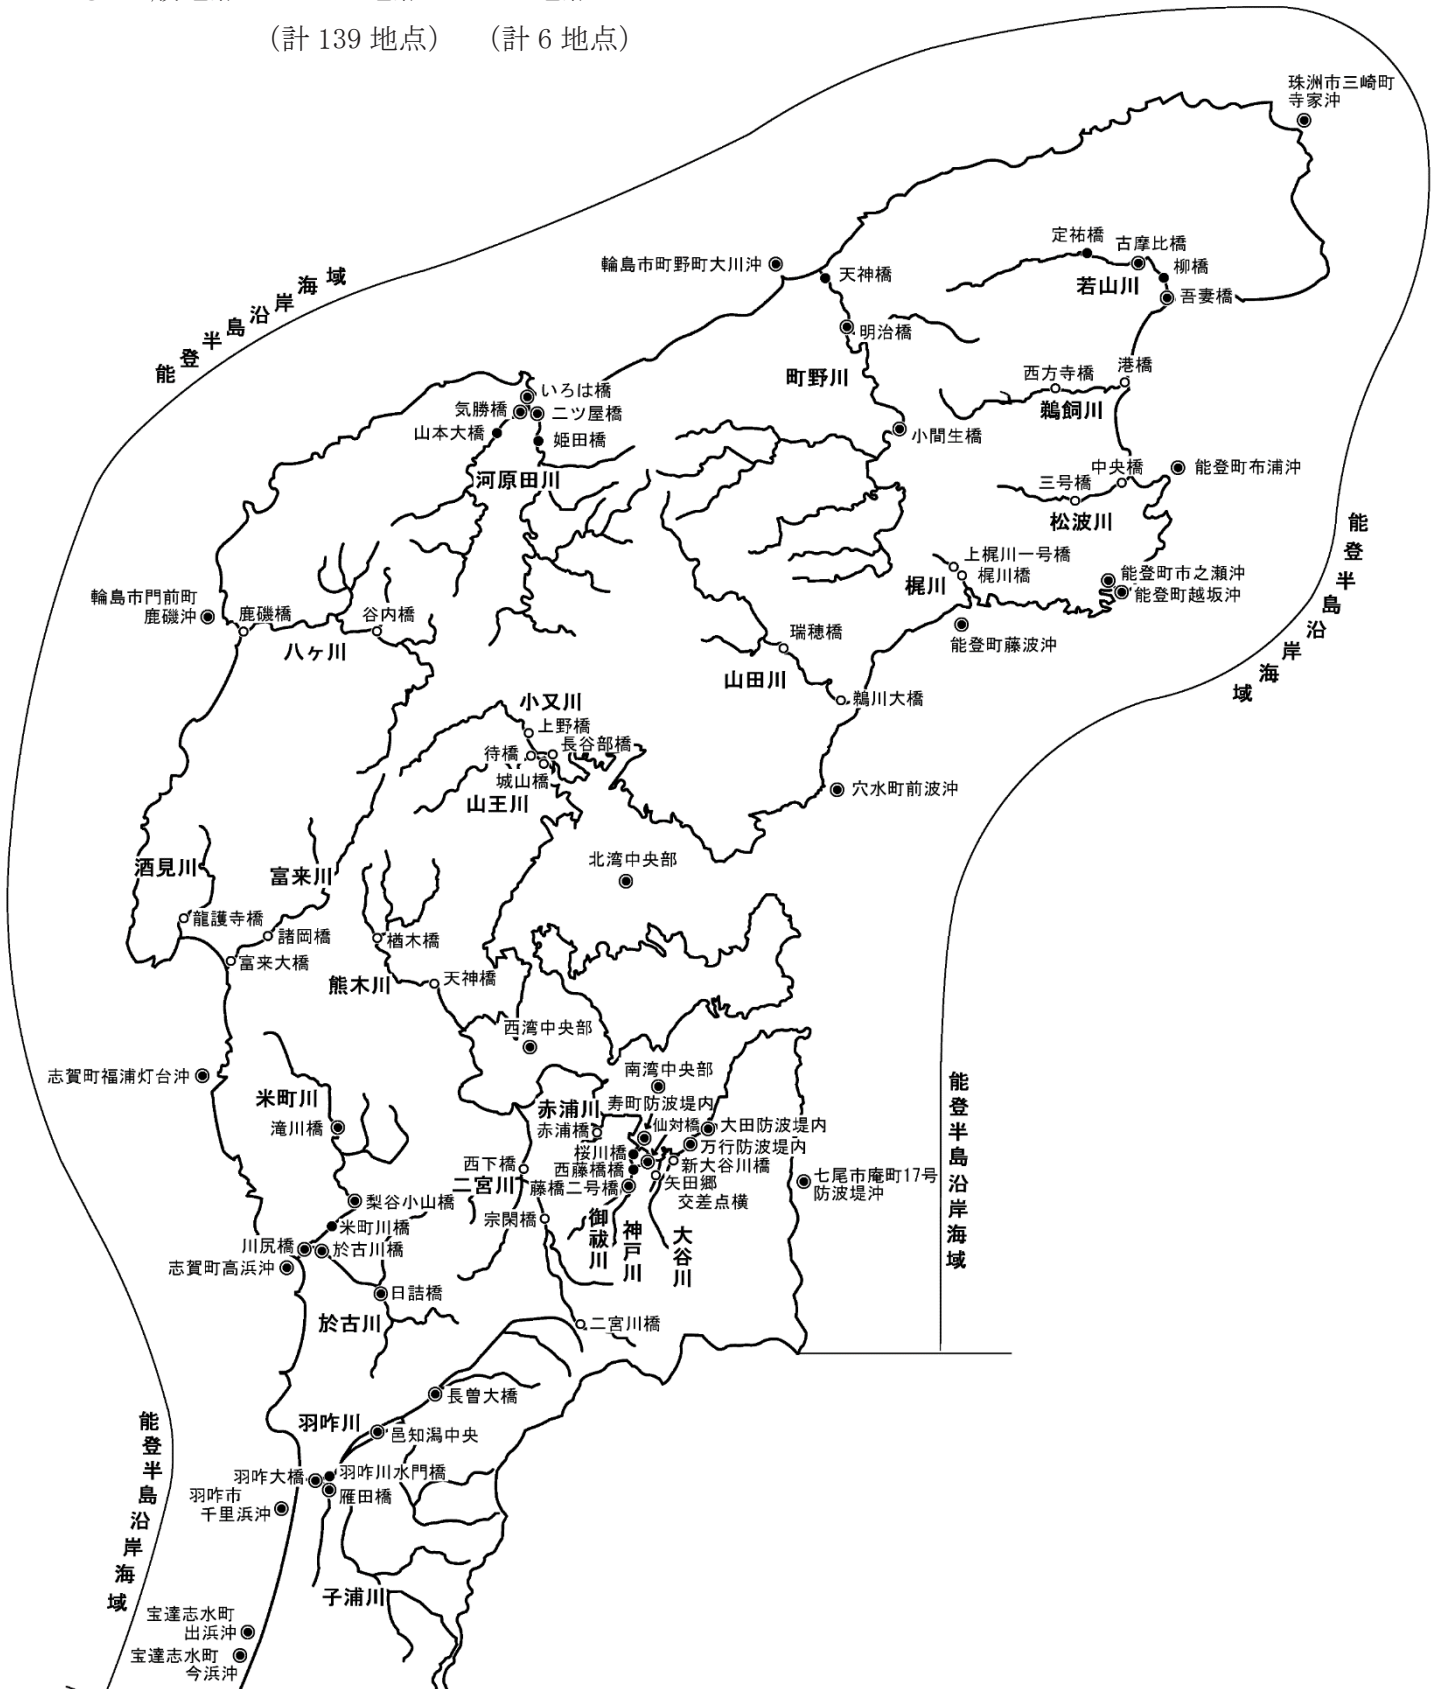 (計 139 地点)　(計 6 地点)
珠洲市三崎町
寺家沖
定祐橋
古摩比橋
柳橋
若山川
吾妻橋
輪島市町野町大川沖
天神橋
明治橋
町野川
港橋
西方寺橋
鵜飼川
小間生橋
能登半島沿岸海域
いろは橋
気勝橋
二ツ屋橋
山本大橋
姫田橋
河原田川
中央橋
能登町布浦沖
三号橋
松波川
能登半島沿岸海域
上梶川一号橋
梶川橋
梶川
能登町市之瀬沖
能登町越坂沖
能登町藤波沖
輪島市門前町
鹿磯沖
鹿磯橋
谷内橋
八ヶ川
瑞穂橋
山田川
鵜川大橋
小又川
上野橋
長谷部橋
待橋
城山橋
山王川
穴水町前波沖
北湾中央部
酒見川
富来川
龍護寺橋
諸岡橋
富来大橋
楢木橋
熊木川
天神橋
西湾中央部
南湾中央部
志賀町福浦灯台沖
米町川
滝川橋
赤浦川
赤浦橋
寿町防波堤内
仙対橋
大田防波堤内
万行防波堤内
桜川橋
西藤橋橋
新大谷川橋
藤橋二号橋
矢田郷
交差点横
西下橋
二宮川
宗閑橋
御祓川
神戸川
大谷川
七尾市庵町17号
防波堤沖
能登半島沿岸海域
梨谷小山橋
米町川橋
川尻橋
於古川橋
志賀町高浜沖
日詰橋
於古川
二宮川橋
長曽大橋
羽咋川
邑知潟中央
羽咋大橋
羽咋川水門橋
雁田橋
羽咋市
千里浜沖
能登半島沿岸海域
子浦川
宝達志水町
出浜沖
宝達志水町
今浜沖